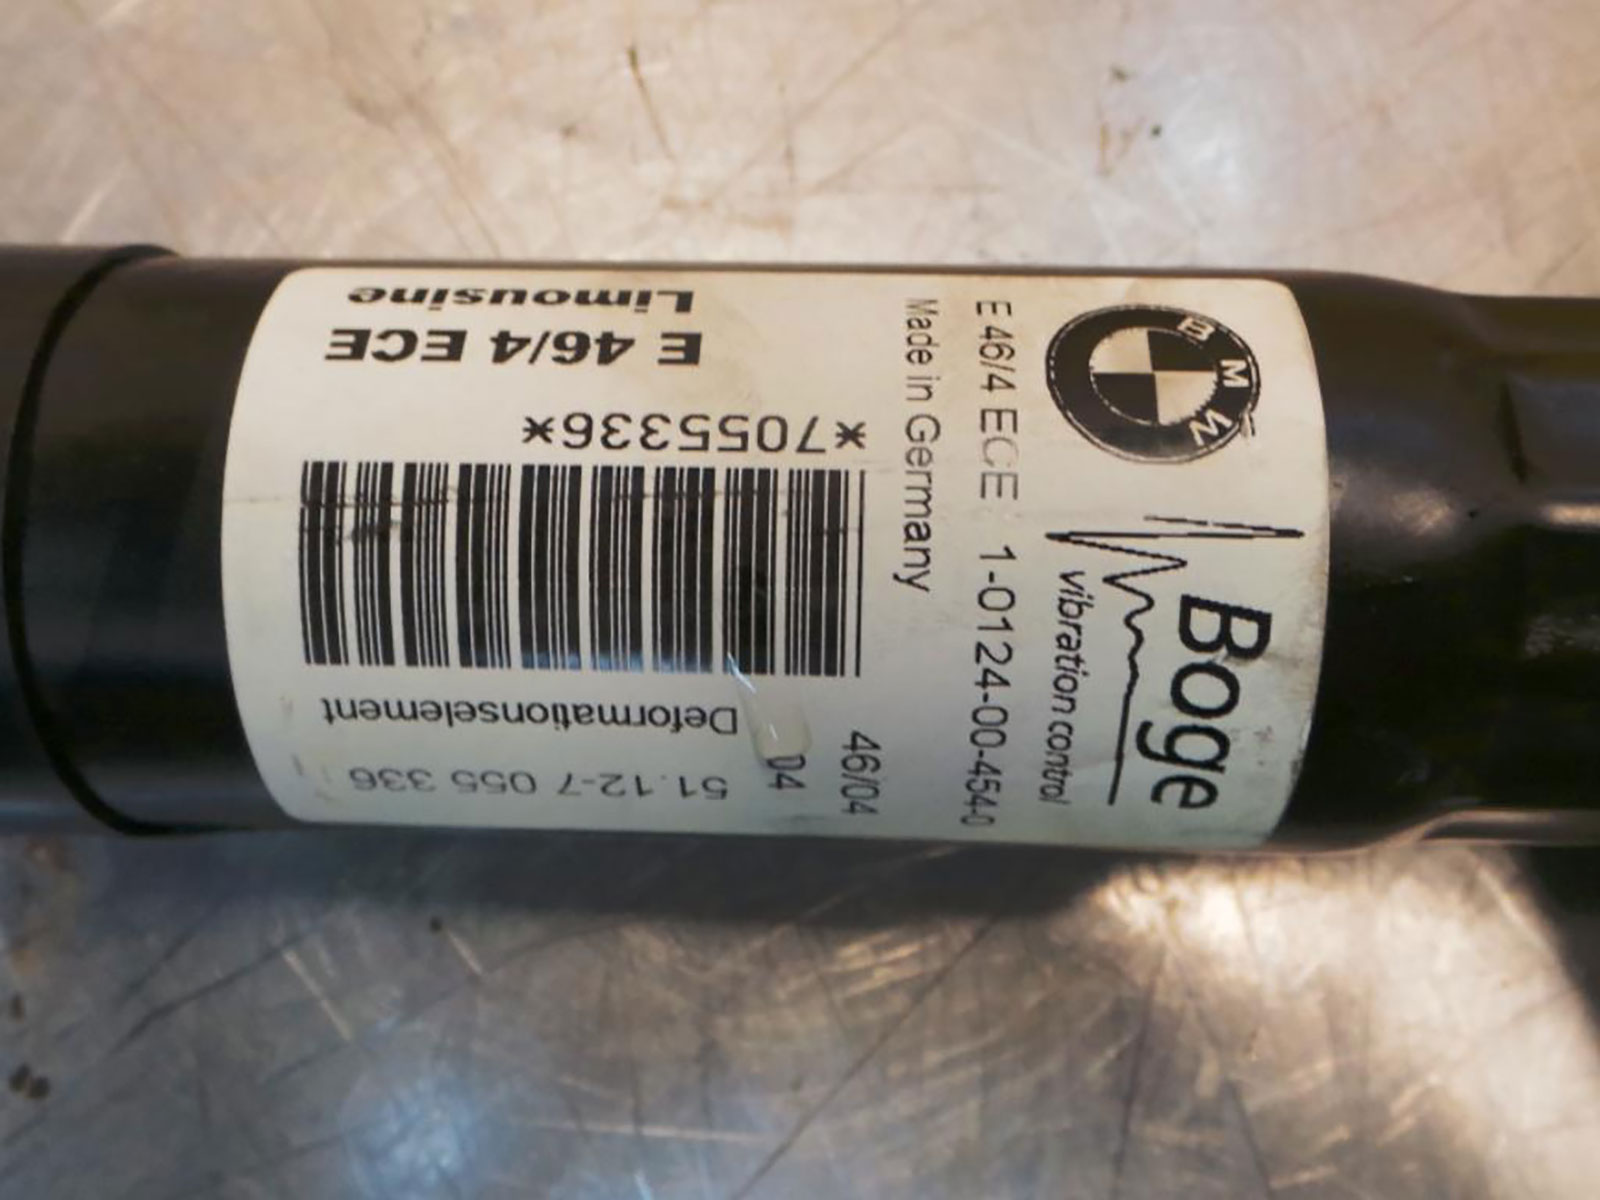 BMW
Boge
vibration control
E 46/4 ECE 1-0124-00-454-0
Made in Germany
46/04
04
51.12-7 055 336
Deformationselement
*7055336*
E 46/4 ECE
Limousine